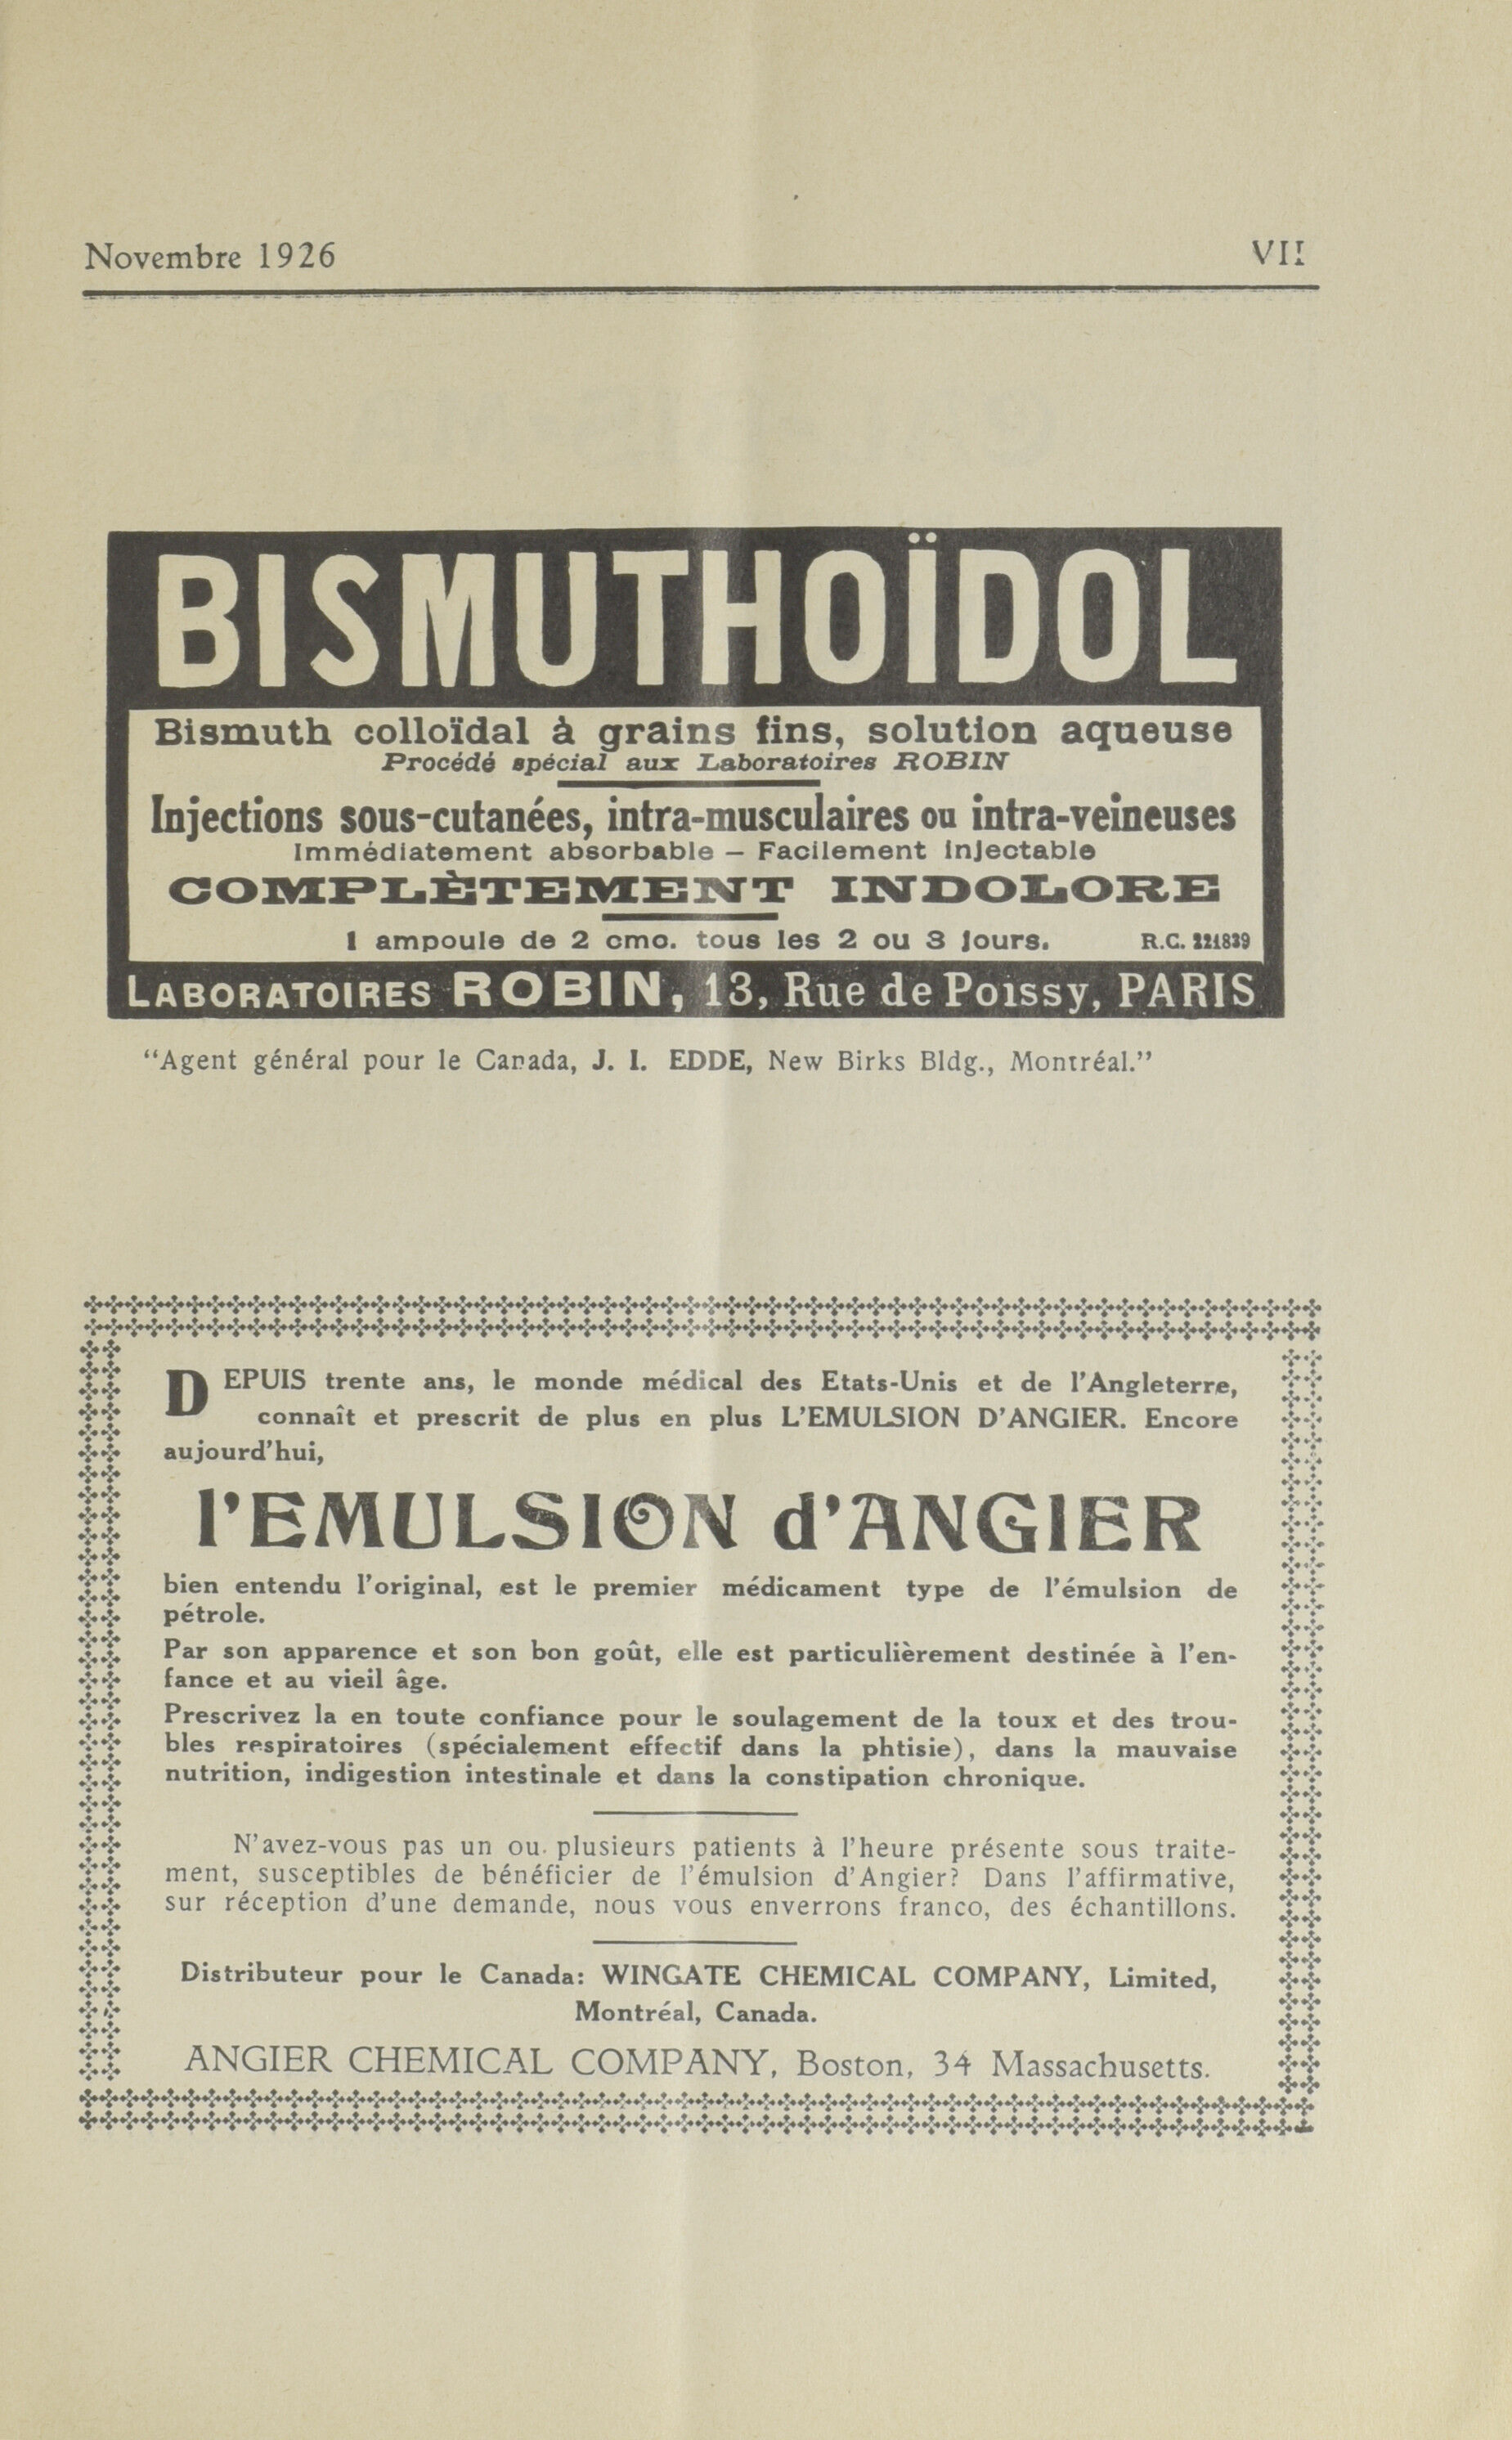 Novembre 1926 VII
BISMUTHOÏDOL
Bismuth colloïdal à grains fins, solution aqueuse
Procédé spécial aux Laboratoires ROBIN
Injections sous-cutanées, intra-musculaires ou intra-veineuses
Immédiatement absorbable — Facilement injectable
COMPLÈTEMENT INDOLORE
1 ampoule de 2 cmc. tous les 2 ou 3 jours. R.C. 221839
LABORATOIRES ROBIN, 13, Rue de Poissy, PARIS
“Agent général pour le Canada, J. I. EDDE, New Birks Bldg., Montréal.”
DEPUIS trente ans, le monde médical des Etats-Unis et de l’Angleterre,
connaît et prescrit de plus en plus L’EMULSION D’ANGIER. Encore
aujourd’hui,
l’EMULSION d’ANGIER
bien entendu l’original, est le premier médicament type de l’émulsion de
pétrole.
Par son apparence et son bon goût, elle est particulièrement destinée à l’en-
fance et au vieil âge.
Prescrivez la en toute confiance pour le soulagement de la toux et des trou-
bles respiratoires (spécialement effectif dans la phtisie), dans la mauvaise
nutrition, indigestion intestinale et dans la constipation chronique.
N’avez-vous pas un ou plusieurs patients à l’heure présente sous traite-
ment, susceptibles de bénéficier de l’émulsion d’Angier? Dans l’affirmative,
sur réception d’une demande, nous vous enverrons franco, des échantillons.
Distributeur pour le Canada: WINGATE CHEMICAL COMPANY, Limited,
Montréal, Canada.
ANGIER CHEMICAL COMPANY, Boston, 34 Massachusetts.